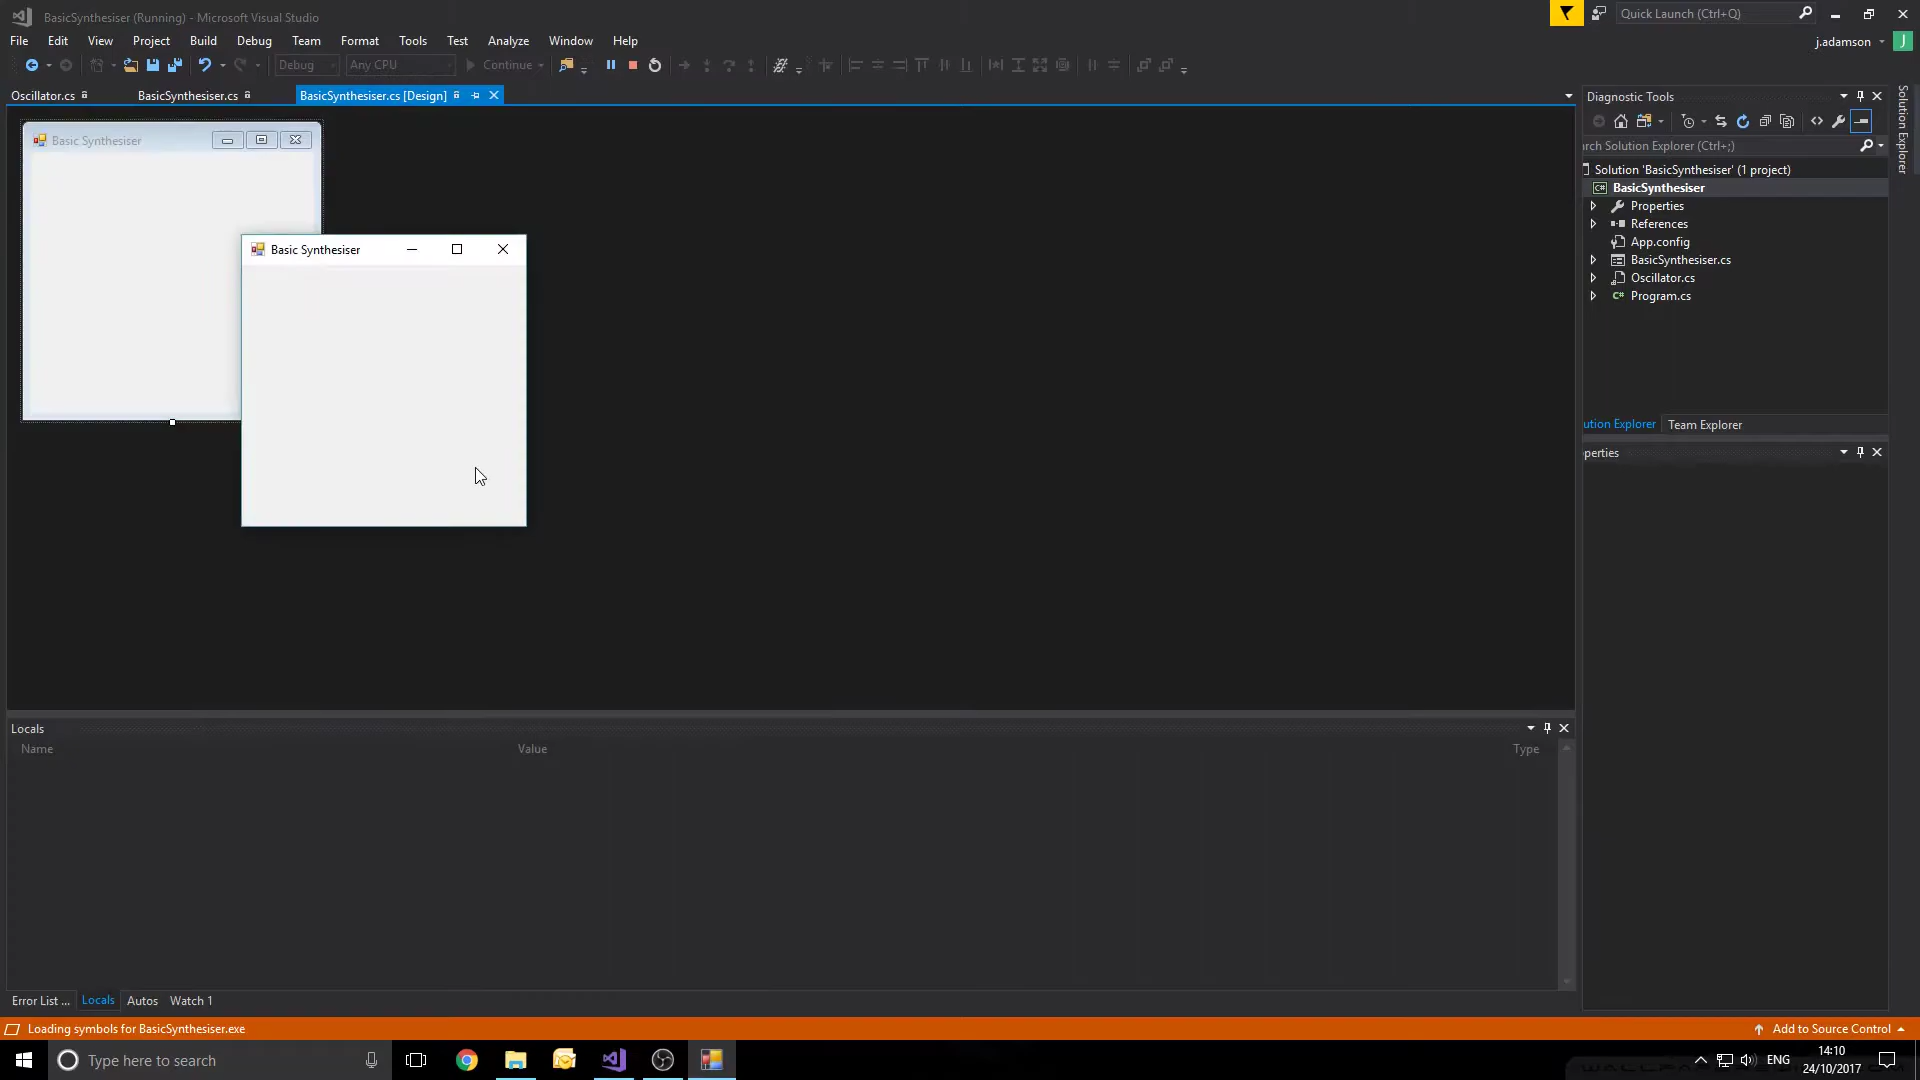 BasicSynthesiser (Running) - Microsoft Visual Studio
Quick Launch (Ctrl+Q)
File Edit View Project Build Debug Team Format Tools Test Analyze Window Help
j.adamson J
Debug Any CPU Continue
Oscillator.cs BasicSynthesiser.cs BasicSynthesiser.cs [Design]
Diagnostic Tools
Solution Explorer
Basic Synthesiser
rch Solution Explorer (Ctrl+;)
Solution 'BasicSynthesiser' (1 project)
C# BasicSynthesiser
Properties
References
App.config
BasicSynthesiser.cs
Oscillator.cs
C# Program.cs
Basic Synthesiser
ution Explorer Team Explorer
perties
Locals
Name Value Type
Error List ... Locals Autos Watch 1
Loading symbols for BasicSynthesiser.exe
Add to Source Control
Type here to search
ENG
14:10
24/10/2017